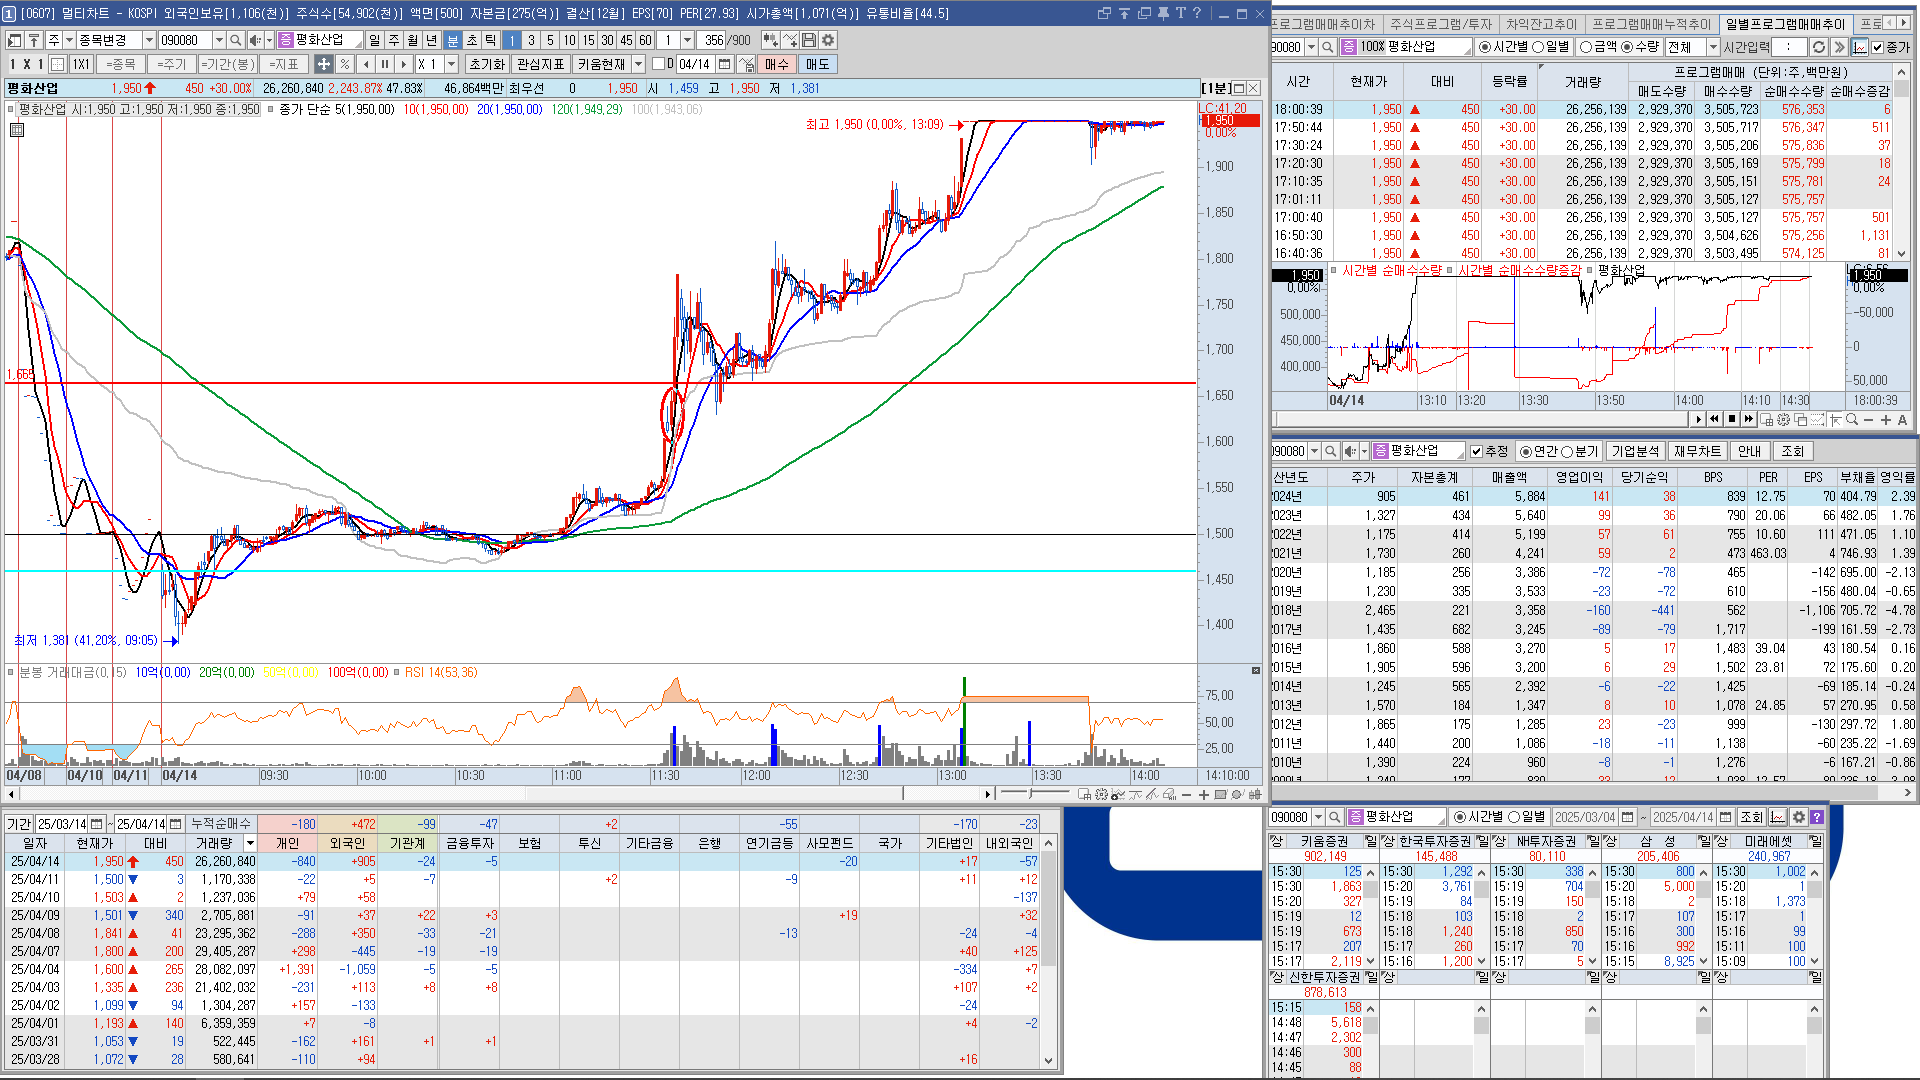 [0607] 멀티차트 - KOSPI 외국인보유[1,106(천)] 주식수[54,902(천)] 액면[500] 자본금[275(억)] 결산[12월] EPS[70] PER[27.93] 시가총액[1,071(억)] 유통비율[44.5]
주 종목변경 090080 증 평화산업 일 주 월 년 분 초 틱 1 3 5 10 15 30 45 60 1 356 /900
1 X 1 1X1 =종목 =주기 =기간(봉) =지표 % X 1 초기화 관심지표 키움현재 D 04/14 매수 매도
평화산업 1,950 450 +30.00% 26,260,840 2,243.87% 47.83% 46,864백만 최우선 0 1,950 시 1,459 고 1,950 저 1,381 [1분]
평화산업 시:1,950 고:1,950 저:1,950 종:1,950 종가 단순 5(1,950.00) 10(1,950.00) 20(1,950.00) 120(1,949.29) 100(1,943.06)
LC:41.20
1,950
0.00%
최고 1,950 (0.00%, 13:09)
1,900
1,850
1,800
1,750
1,700
1,665
1,650
1,600
1,550
1,500
1,450
1,400
최저 1,381 (41.20%, 09:05)
분봉 거래대금(0.15) 10억(0.00) 20억(0.00) 50억(0.00) 100억(0.00) RSI 14(53.36)
75.00
50.00
25.00
04/08 04/10 04/11 04/14 09:30 10:00 10:30 11:00 11:30 12:00 12:30 13:00 13:30 14:00 14:10:00
프로그램매매추이차 주식프로그램/투자 차익잔고추이 프로그램매매누적추이 일별프로그램매매추이 프로
090080 증 100% 평화산업 시간별 일별 금액 수량 전체 시간입력 : 종가
시간 현재가 대비 등락률 거래량 프로그램매매 (단위:주,백만원)
매도수량 매수수량 순매수수량 순매수증감
18:00:39 1,950 ▲ 450 +30.00 26,256,139 2,929,370 3,505,723 576,353 6
17:50:44 1,950 ▲ 450 +30.00 26,256,139 2,929,370 3,505,717 576,347 511
17:30:24 1,950 ▲ 450 +30.00 26,256,139 2,929,370 3,505,206 575,836 37
17:20:30 1,950 ▲ 450 +30.00 26,256,139 2,929,370 3,505,169 575,799 18
17:10:35 1,950 ▲ 450 +30.00 26,256,139 2,929,370 3,505,151 575,781 24
17:01:11 1,950 ▲ 450 +30.00 26,256,139 2,929,370 3,505,127 575,757
17:00:40 1,950 ▲ 450 +30.00 26,256,139 2,929,370 3,505,127 575,757 501
16:50:30 1,950 ▲ 450 +30.00 26,256,139 2,929,370 3,504,626 575,256 1,131
16:40:36 1,950 ▲ 450 +30.00 26,256,139 2,929,370 3,503,495 574,125 81
시간별 순매수수량 시간별 순매수수량증감 평화산업
1,950 1,950
0.00% 0.00%
500,000 -50,000
450,000 0
400,000 50,000
04/14 13:10 13:20 13:30 13:50 14:00 14:10 14:30 18:00:39
090080 증 평화산업 추정 연간 분기 기업분석 재무차트 안내 조회
산년도 주가 자본총계 매출액 영업이익 당기순익 BPS PER EPS 부채율 영익률
2024년 905 461 5,884 141 38 839 12.75 70 404.79 2.39
2023년 1,327 434 5,640 99 36 790 20.06 66 482.05 1.76
2022년 1,175 414 5,199 57 61 755 10.60 111 471.05 1.10
2021년 1,730 260 4,241 59 2 473 463.03 4 746.93 1.39
2020년 1,185 256 3,386 -72 -78 465 -142 695.00 -2.13
2019년 1,230 335 3,533 -23 -72 610 -156 480.04 -0.65
2018년 2,465 221 3,358 -160 -441 562 -1,106 705.72 -4.78
2017년 1,435 682 3,245 -89 -79 1,717 -199 161.59 -2.73
2016년 1,860 588 3,270 5 17 1,483 39.04 43 180.54 0.16
2015년 1,905 596 3,200 6 29 1,502 23.81 72 175.60 0.20
2014년 1,245 565 2,392 -6 -22 1,425 -69 185.14 -0.24
2013년 1,570 184 1,347 8 10 1,078 24.85 57 270.95 0.58
2012년 1,865 175 1,285 23 -23 999 -130 297.72 1.80
2011년 1,440 200 1,086 -18 -11 1,138 -60 235.22 -1.69
2010년 1,390 224 960 -8 -1 1,276 -6 167.21 -0.86
기간 25/03/14 ~ 25/04/14 누적순매수 -180 +472 -99 -47 +2 -55 -170 -23
일자 현재가 대비 거래량 개인 외국인 기관계 금융투자 보험 투신 기타금융 은행 연기금등 사모펀드 국가 기타법인 내외국인
25/04/14 1,950 450 26,260,840 -840 +905 -24 -5 -20 +17 -57
25/04/11 1,500 ▼ 3 1,170,338 -22 +5 -7 +2 -9 +11 +12
25/04/10 1,503 ▲ 2 1,237,036 +79 +58 -137
25/04/09 1,501 ▼ 340 2,705,881 -91 +37 +22 +3 +19 +32
25/04/08 1,841 ▲ 41 23,295,362 -288 +350 -33 -21 -13 -24 -4
25/04/07 1,800 ▲ 200 29,405,287 +298 -445 -19 -19 +40 +125
25/04/04 1,600 ▲ 265 28,082,097 +1,391 -1,059 -5 -5 -334 +7
25/04/03 1,335 ▲ 236 21,402,032 -231 +113 +8 +8 +107 +2
25/04/02 1,099 ▼ 94 1,304,287 +157 -133 -24
25/04/01 1,193 ▲ 140 6,359,359 +7 -8 +4 -2
25/03/31 1,053 ▼ 19 522,445 -162 +161 +1 +1
25/03/28 1,072 ▼ 28 580,641 -110 +94 +16
090080 증 평화산업 시간별 일별 2025/03/04 ~ 2025/04/14 조회
상 키움증권 일 상 한국투자증권 일 상 NH투자증권 일 상 삼 성 일 상 미래에셋 일
902,149 145,488 80,110 205,406 240,967
15:30 125 15:30 1,292 15:30 338 15:30 800 15:30 1,002
15:30 1,863 15:20 3,761 15:19 704 15:20 5,000 15:20 1
15:20 327 15:19 84 15:19 150 15:18 2 15:18 1,373
15:19 12 15:18 103 15:18 2 15:17 107 15:17 1
15:19 673 15:18 1,240 15:18 850 15:16 300 15:16 99
15:17 207 15:17 260 15:17 70 15:16 992 15:11 100
15:17 2,119 15:16 1,200 15:17 5 15:15 8,925 15:09 100
상 신한투자증권 일 상 일 상 일 상 일 상 일
878,613
15:15 158
14:48 5,618
14:47 2,302
14:46 300
14:45 88